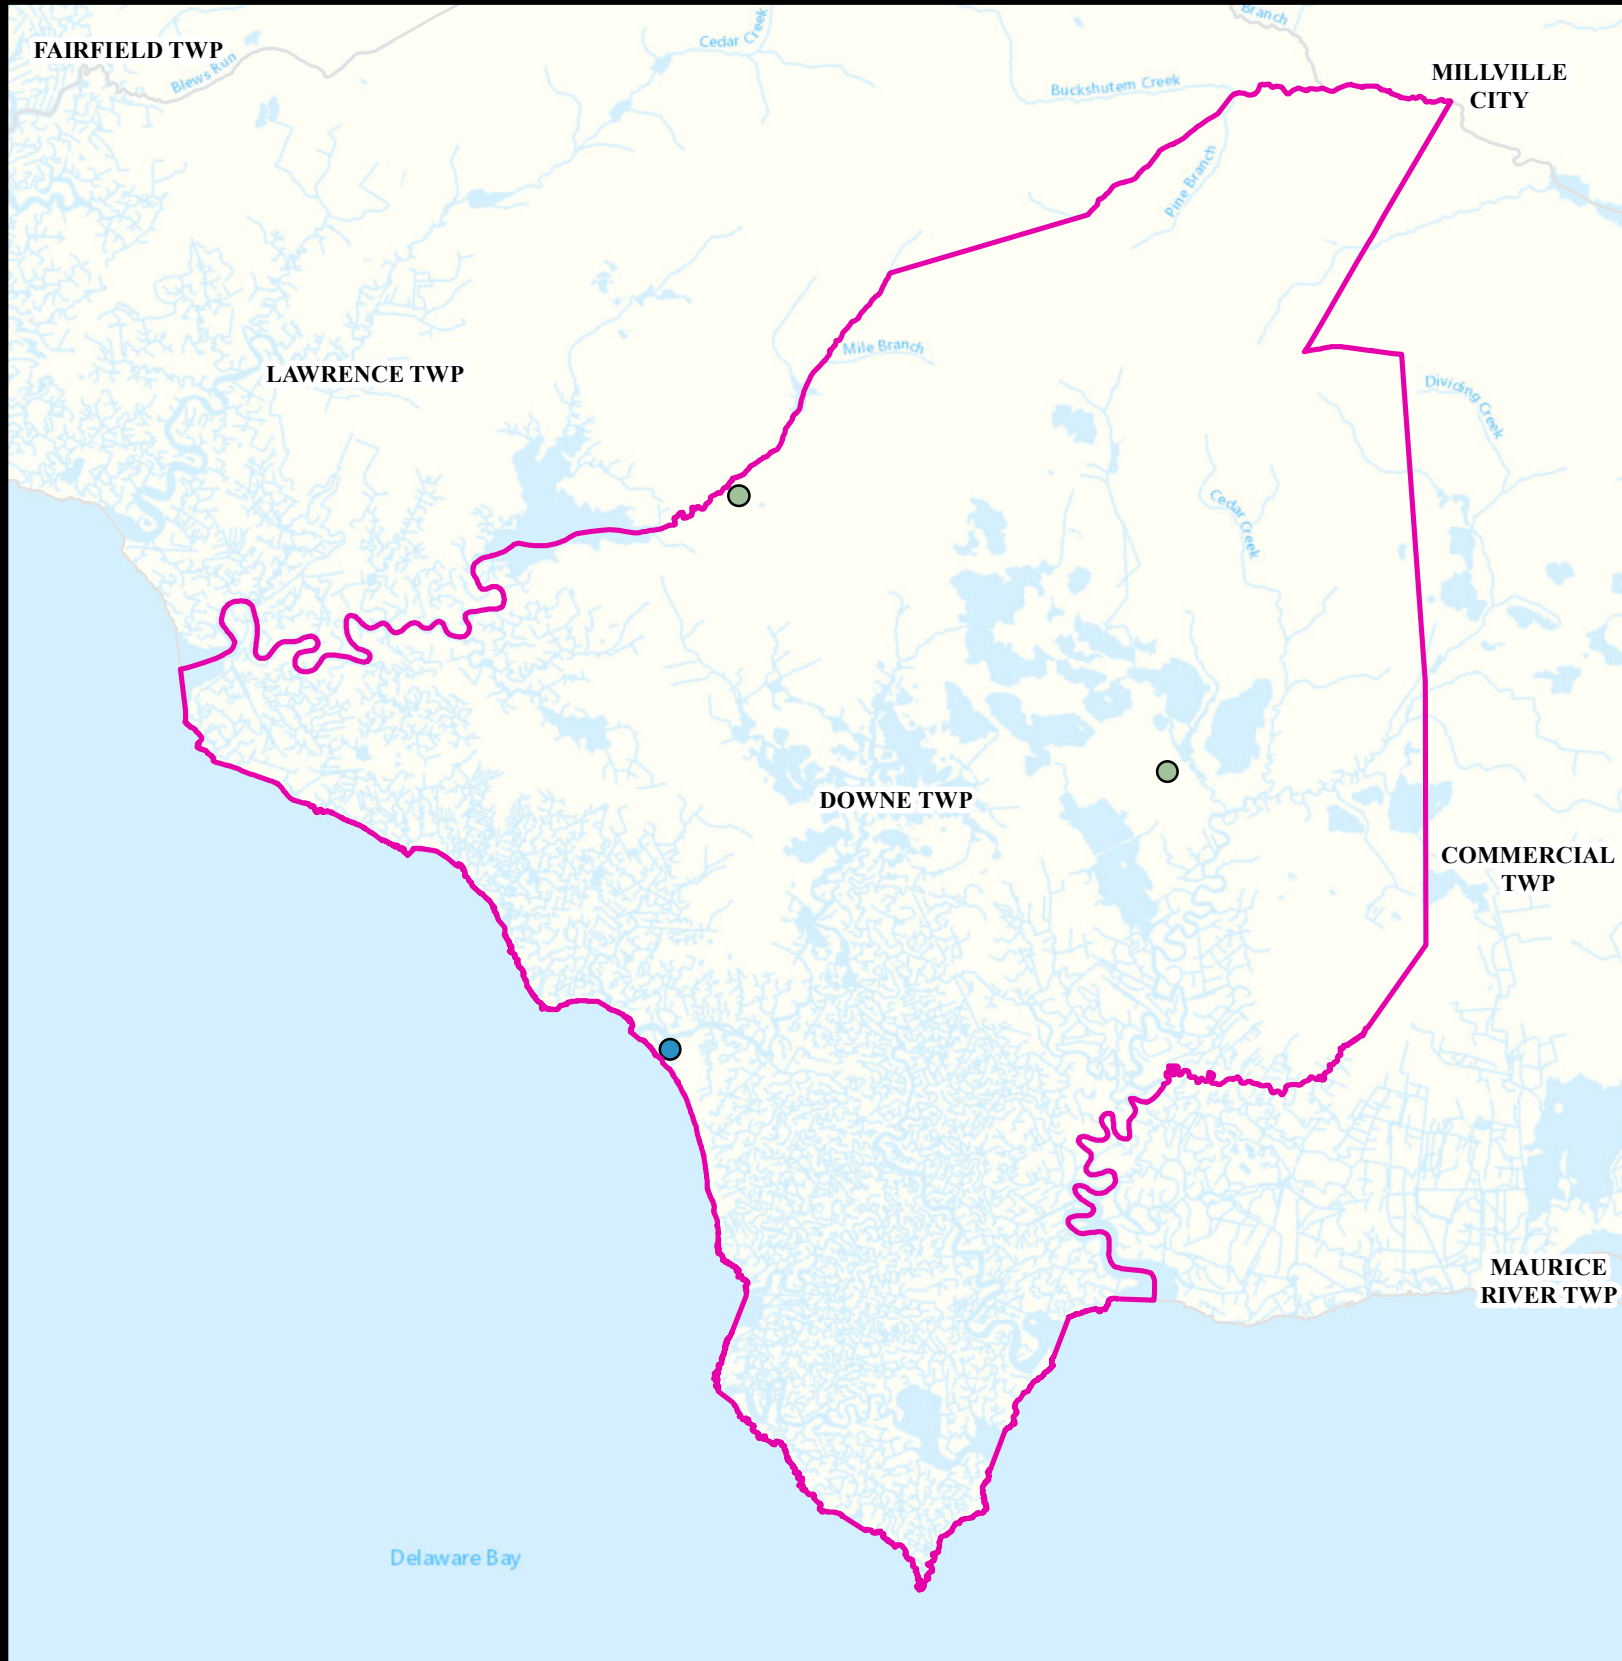 Branch
Cedar Creek
FAIRFIELD TWP
Blews Run
MILLVILLE
CITY
Buckshutem Creek
Pine Branch
Mile Branch
LAWRENCE TWP
Dividing Creek
Cedar Creek
DOWNE TWP
COMMERCIAL
TWP
MAURICE
RIVER TWP
Delaware Bay